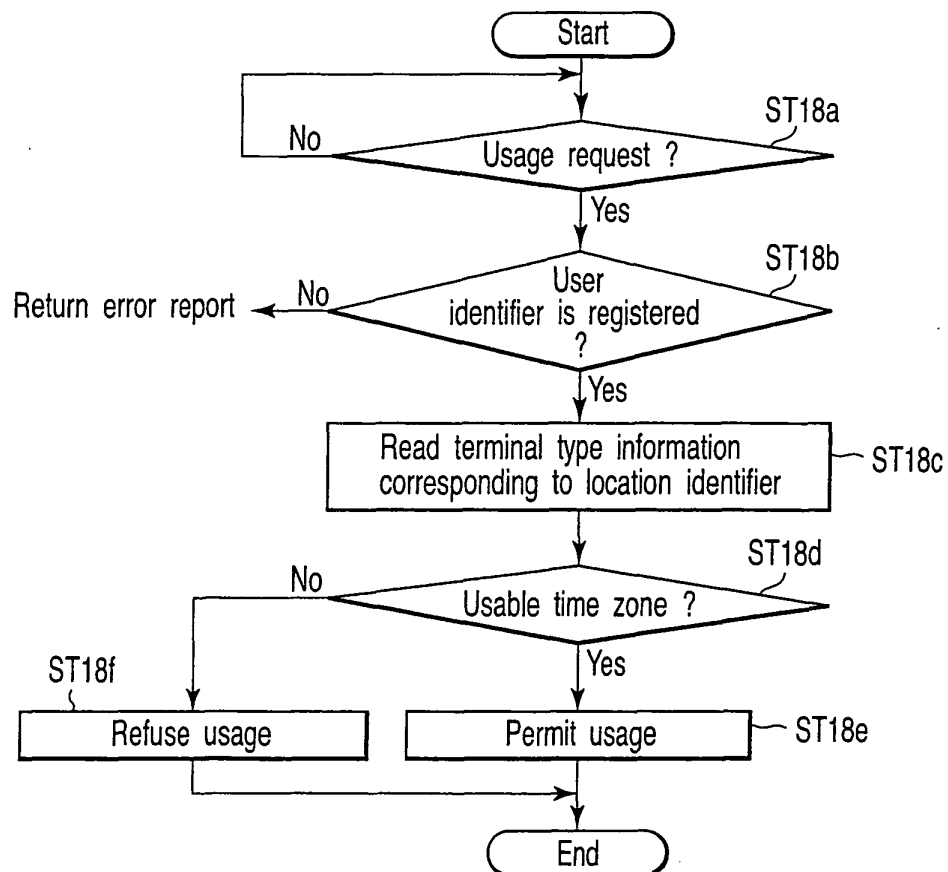 Start
ST18a
No
Usage request ?
Yes
ST18b
User
No
Return error report
identifier is registered
?
Yes
Read terminal type information
corresponding to location identifier
ST18c
ST18d
No
Usable time zone ?
Yes
ST18f
Refuse usage
Permit usage
ST18e
End